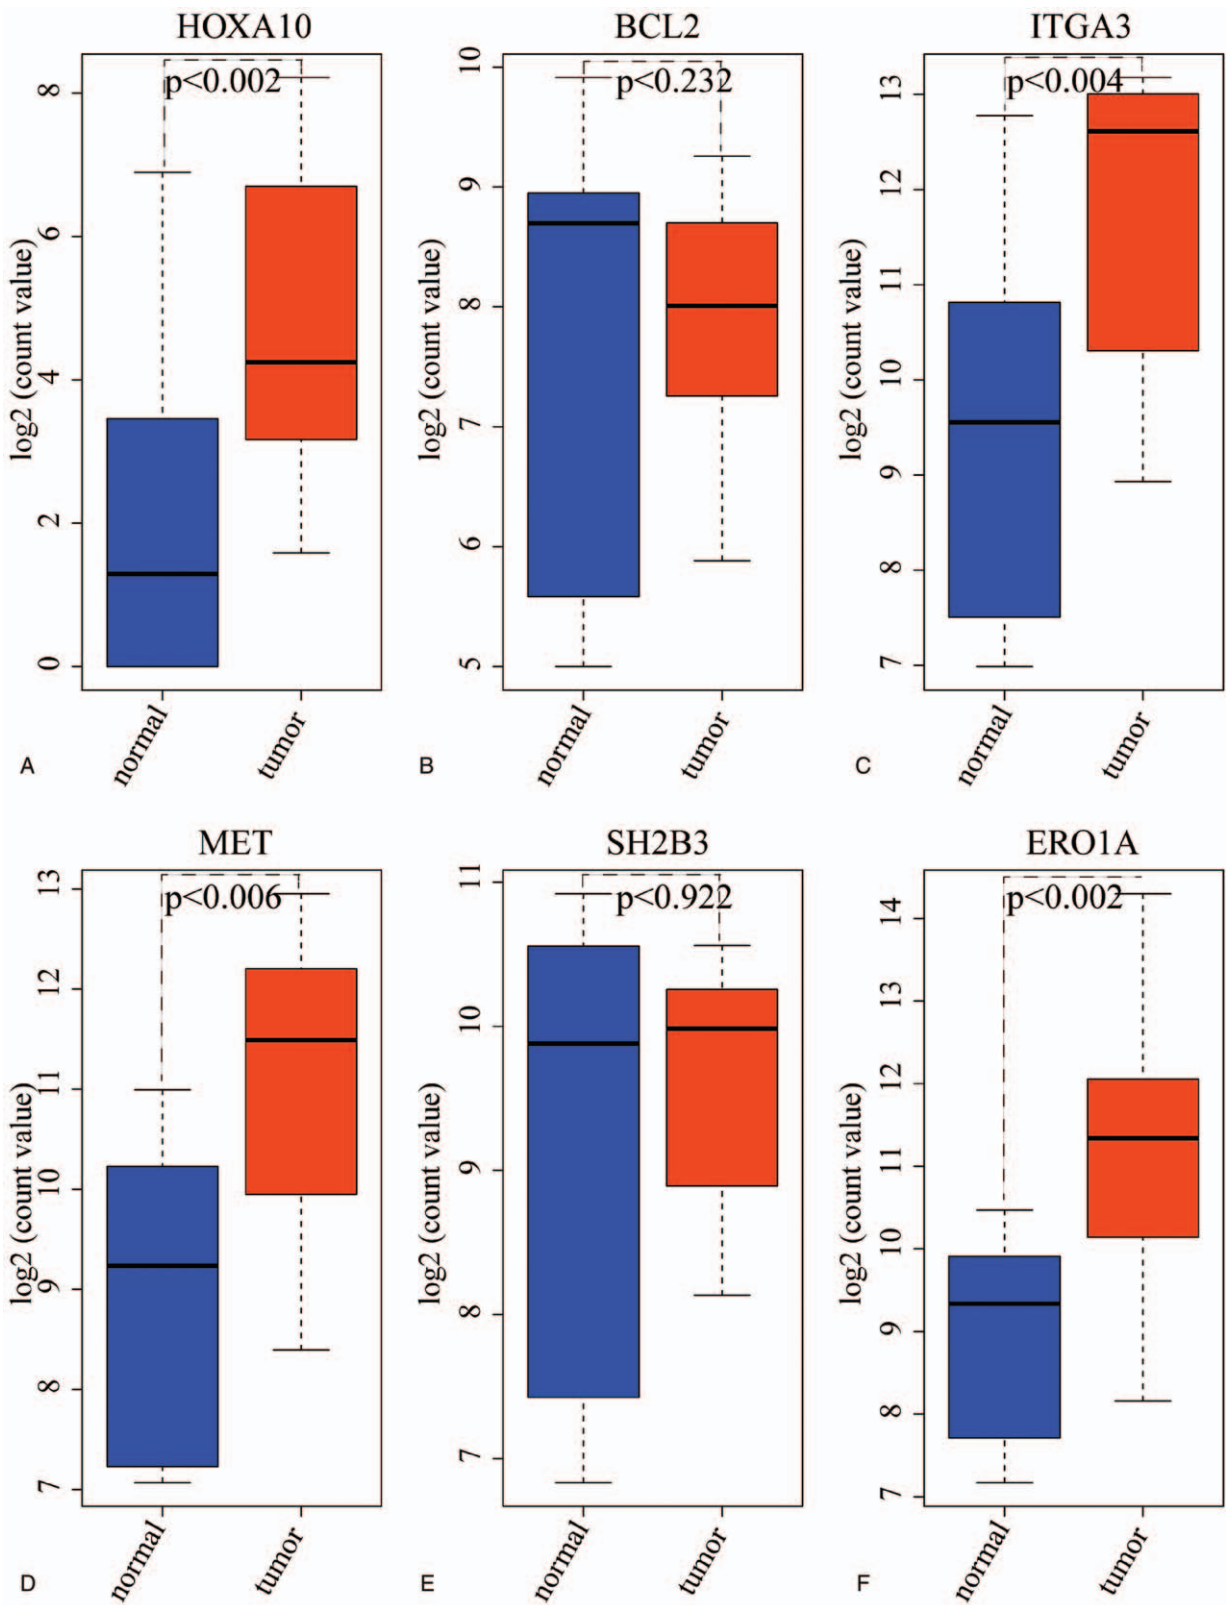 HOXA10
p<0.002
8
6
4
2
0
log2 (count value)
normal
tumor
A
BCL2
p<0.232
10
9
8
7
6
5
log2 (count value)
normal
tumor
B
ITGA3
p<0.004
13
12
11
10
9
8
7
log2 (count value)
normal
tumor
C
MET
p<0.006
13
12
11
10
9
8
7
log2 (count value)
normal
tumor
D
SH2B3
p<0.922
11
10
9
8
7
log2 (count value)
normal
tumor
E
ERO1A
p<0.002
14
13
12
11
10
9
8
7
log2 (count value)
normal
tumor
F